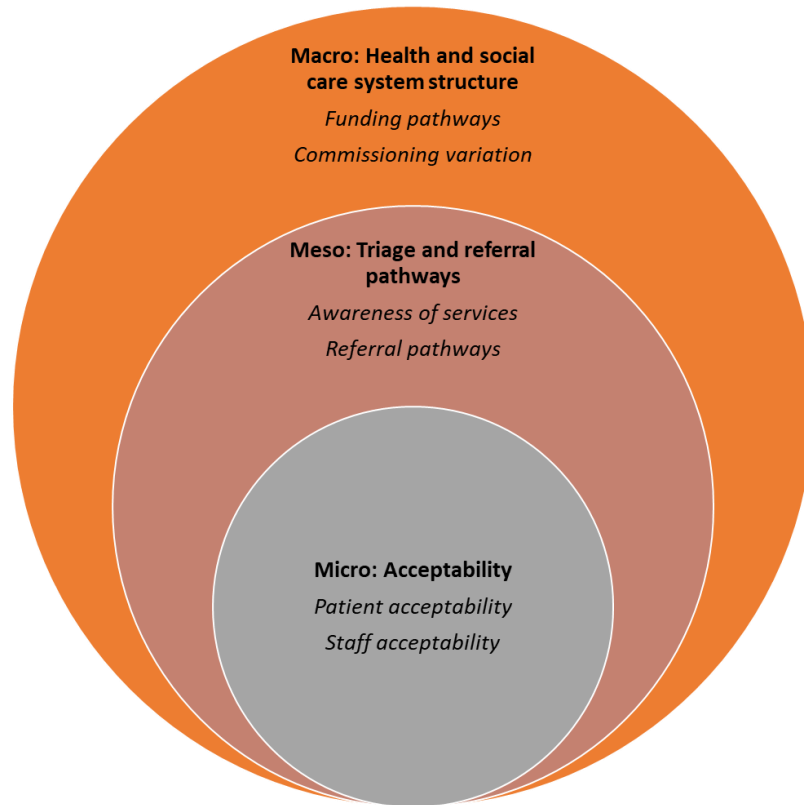 Macro: Health and social
care system structure
Funding pathways
Commissioning variation
Meso: Triage and referral
pathways
Awareness of services
Referral pathways
Micro: Acceptability
Patient acceptability
Staff acceptability